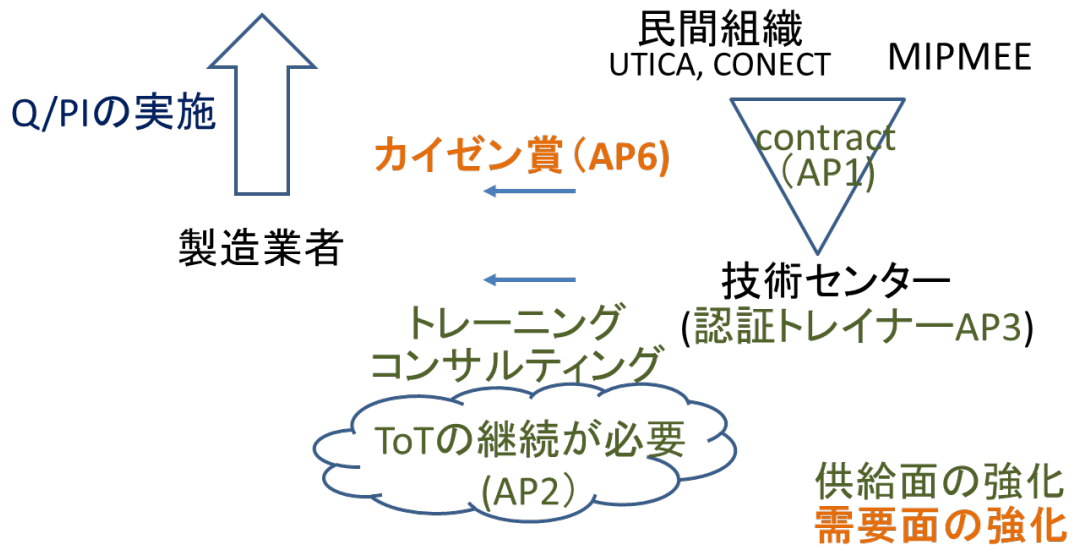 民間組織
UTICA, CONECT
MIPMEE
Q/PIの実施
カイゼン賞（AP6)
contract
（AP1)
製造業者
技術センター
(認証トレイナーAP3)
トレーニング
コンサルティング
ToTの継続が必要
(AP2）
供給面の強化
需要面の強化